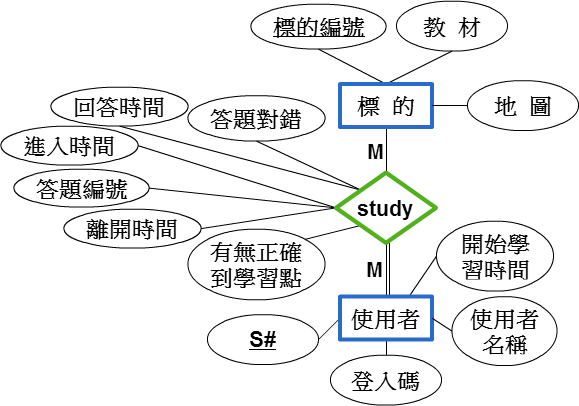 標的編號
教 材
回答時間
標 的
地 圖
答題對錯
進入時間
M
答題編號
study
離開時間
有無正確
到學習點
開始學
習時間
M
使用者
使用者
名稱
S#
登入碼